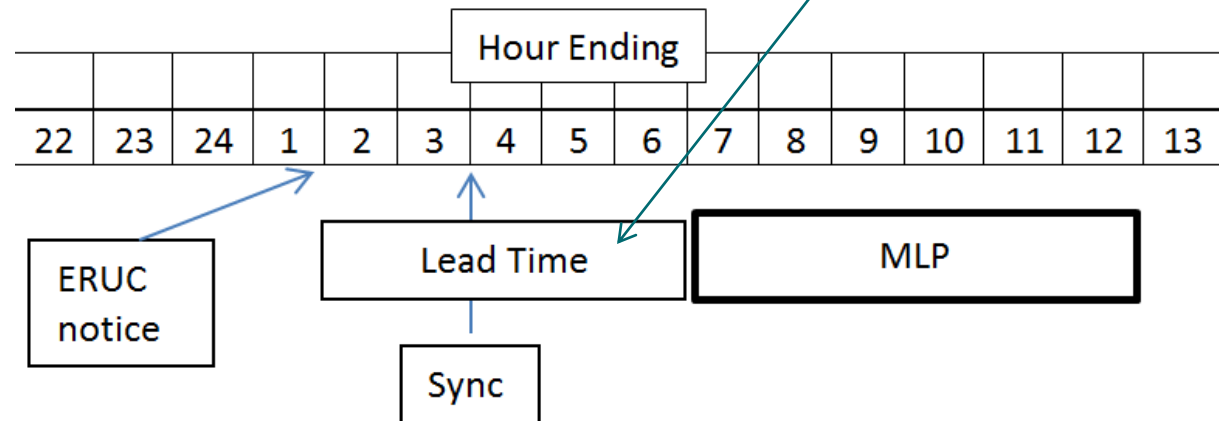 Hour Ending
22 23 24 1 2 3 4 5 6 7 8 9 10 11 12 13
Lead Time
MLP
ERUC
notice
Sync